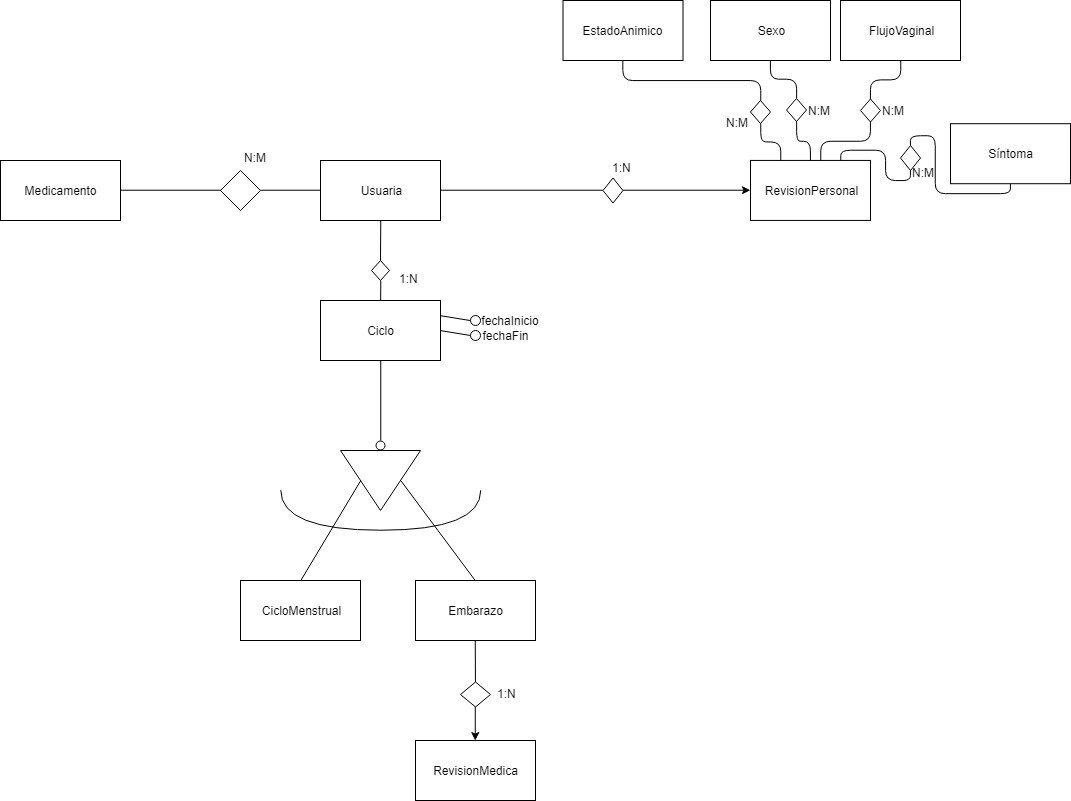 EstadoAnimico
Sexo
FlujoVaginal
N:M
N:M
N:M
Síntoma
N:M
N:M
1:N
Medicamento
Usuaria
RevisionPersonal
1:N
Ciclo
fechaInicio
fechaFin
CicloMenstrual
Embarazo
1:N
RevisionMedica